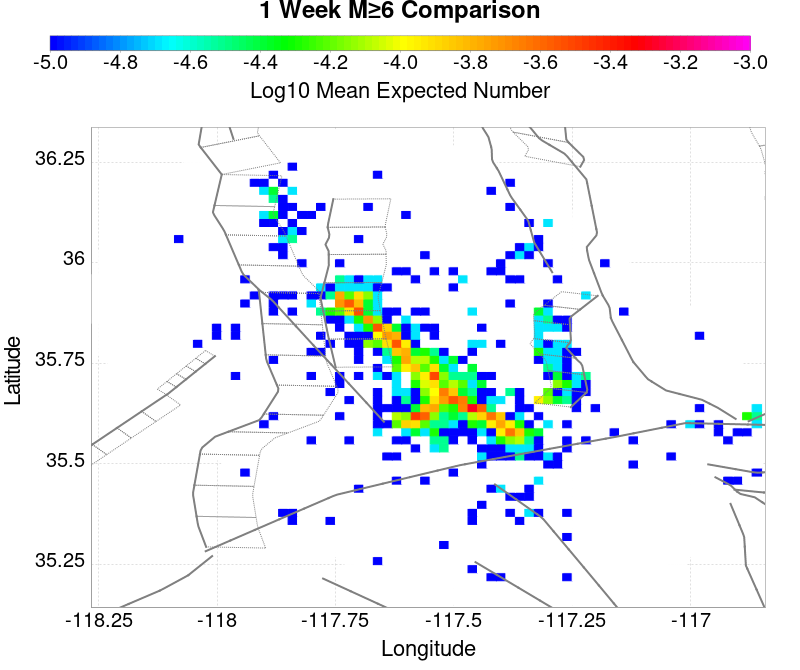 1 Week M≥6 Comparison
-5.0 -4.8 -4.6 -4.4 -4.2 -4.0 -3.8 -3.6 -3.4 -3.2 -3.0
Log10 Mean Expected Number
36.25
36
35.75
35.5
35.25
Latitude
-118.25 -118 -117.75 -117.5 -117.25 -117
Longitude